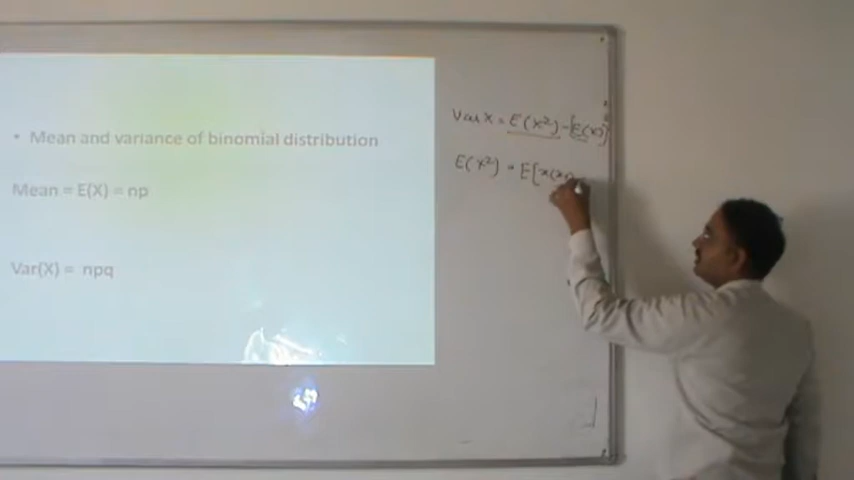 • Mean and variance of binomial distribution
Mean = E(X) = np
Var(X) = npq
Var X = E(X²) - [E(X)]²
E(X²) = E[X(X-